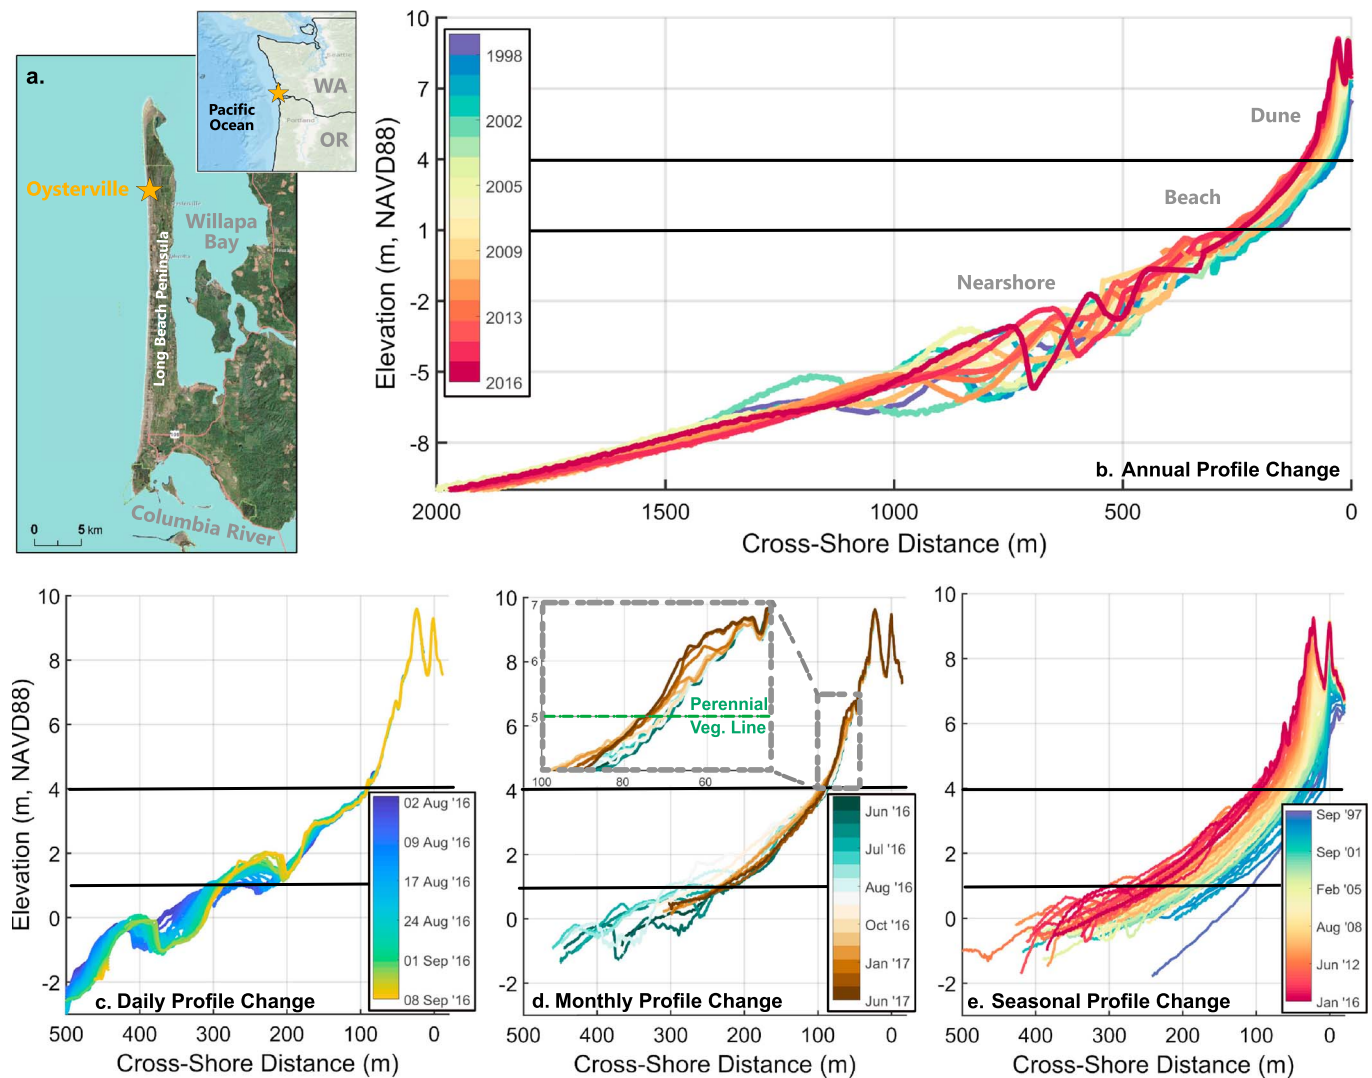 a.
WA
Pacific
Ocean
Portland
OR
Oysterville
Willapa
Bay
Long Beach Peninsula
Columbia River
0 5 km
10
7
4
1
-2
-5
-8
Elevation (m, NAVD88)
1998
2002
2005
2009
2013
2016
Dune
Beach
Nearshore
b. Annual Profile Change
2000 1500 1000 500 0
Cross-Shore Distance (m)
10
8
6
4
2
0
-2
Elevation (m, NAVD88)
02 Aug '16
09 Aug '16
17 Aug '16
24 Aug '16
01 Sep '16
08 Sep '16
c. Daily Profile Change
500 400 300 200 100 0
Cross-Shore Distance (m)
10
8
6
4
2
0
-2
7
6
5
100 80 60
Perennial
Veg. Line
Jun '16
Jul '16
Aug '16
Oct '16
Jan '17
Jun '17
d. Monthly Profile Change
500 400 300 200 100 0
Cross-Shore Distance (m)
10
8
6
4
2
0
-2
Sep '97
Sep '01
Feb '05
Aug '08
Jun '12
Jan '16
e. Seasonal Profile Change
500 400 300 200 100 0
Cross-Shore Distance (m)